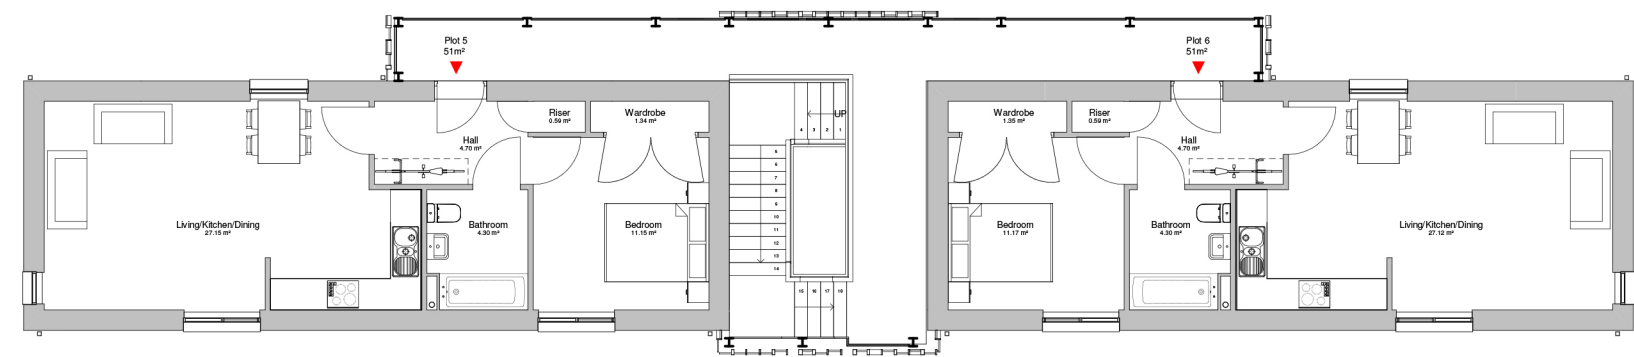 Plot 5
51m²
Plot 6
51m²
Riser
0.59 m²
Wardrobe
1.34 m²
UP
4 3 2 1
Wardrobe
1.35 m²
Riser
0.59 m²
Hall
4.70 m²
Hall
4.70 m²
5
6
7
8
9
10
11
12
13
14
Living/Kitchen/Dining
27.15 m²
Bathroom
4.30 m²
Bedroom
11.15 m²
Bedroom
11.17 m²
Bathroom
4.30 m²
Living/Kitchen/Dining
27.12 m²
15 16 17 18